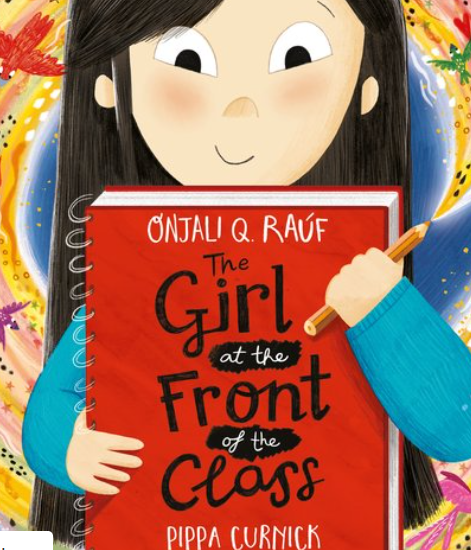 ONJALI Q. RAÚF
The
Girl
at the
Front
of the
Class
PIPPA CURNICK